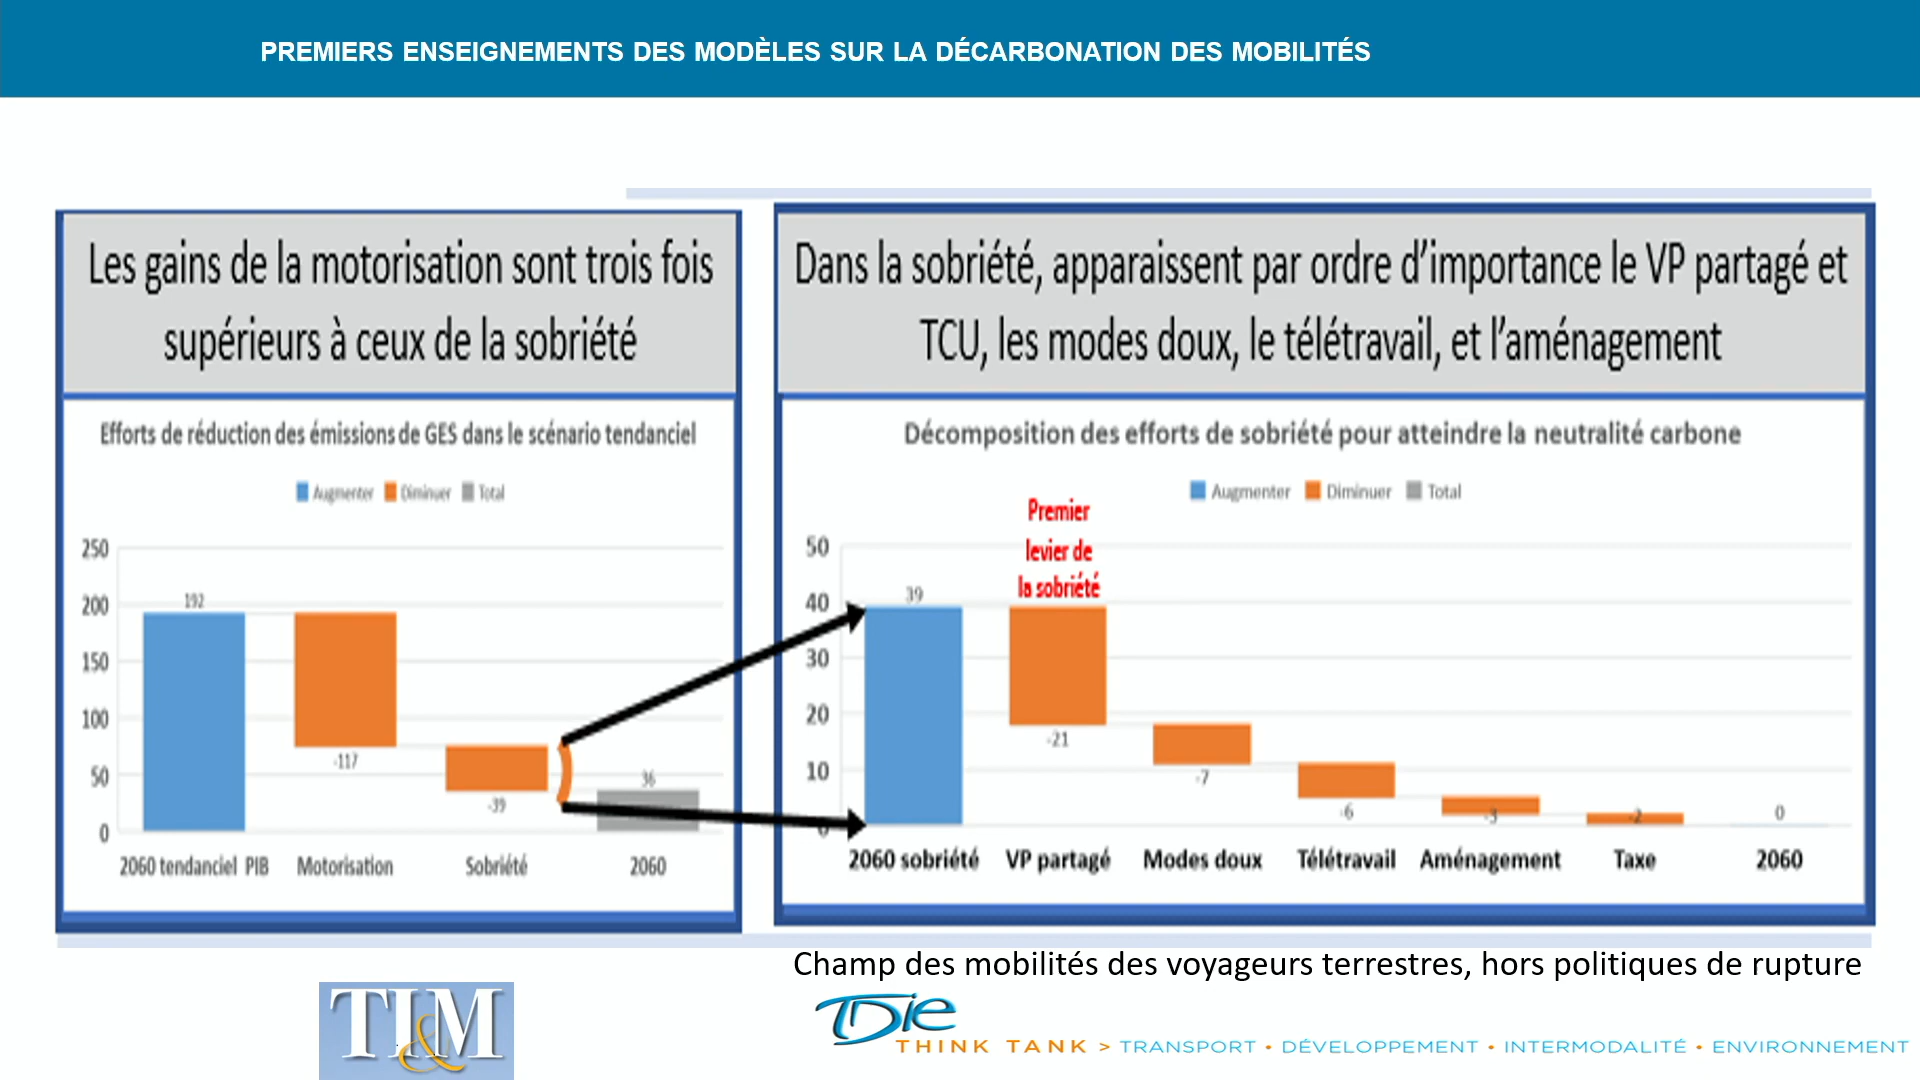 PREMIERS ENSEIGNEMENTS DES MODÈLES SUR LA DÉCARBONATION DES MOBILITÉS
Les gains de la motorisation sont trois fois
supérieurs à ceux de la sobriété
Efforts de réduction des émissions de GES dans le scénario tendanciel
Augmenter Diminuer Total
250
200
150
100
50
0
192
-117
-39
36
2060 tendanciel PIB Motorisation Sobriété 2060
Dans la sobriété, apparaissent par ordre d’importance le VP partagé et
TCU, les modes doux, le télétravail, et l’aménagement
Décomposition des efforts de sobriété pour atteindre la neutralité carbone
Augmenter Diminuer Total
Premier
levier de
la sobriété
50
40
30
20
10
0
39
-21
-7
-6
-3
-2
0
2060 sobriété VP partagé Modes doux Télétravail Aménagement Taxe 2060
Champ des mobilités des voyageurs terrestres, hors politiques de rupture
TI&M
TDie
THINK TANK > TRANSPORT • DÉVELOPPEMENT • INTERMODALITÉ • ENVIRONNEMENT